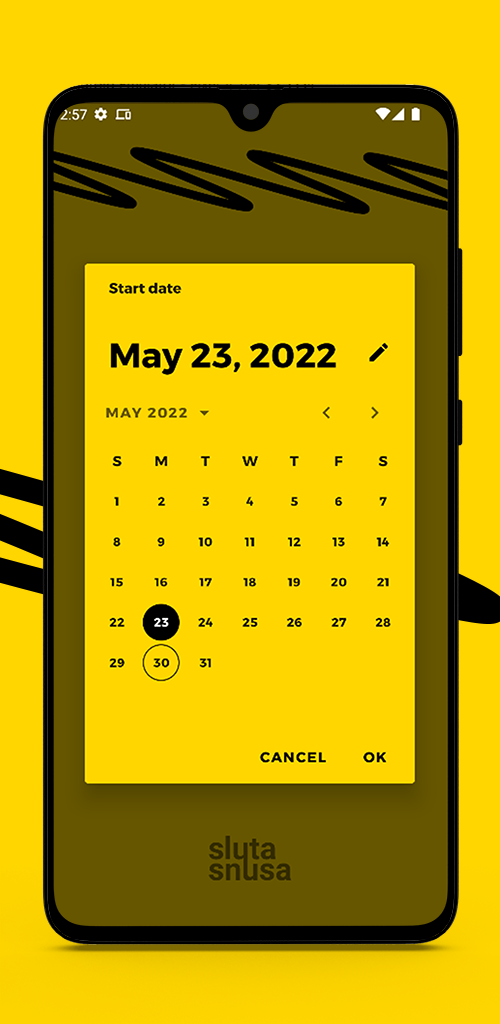 2:57
Start date
May 23, 2022
MAY 2022
S M T W T F S
1 2 3 4 5 6 7
8 9 10 11 12 13 14
15 16 17 18 19 20 21
22 23 24 25 26 27 28
29 30 31
CANCEL OK
sluta
snusa